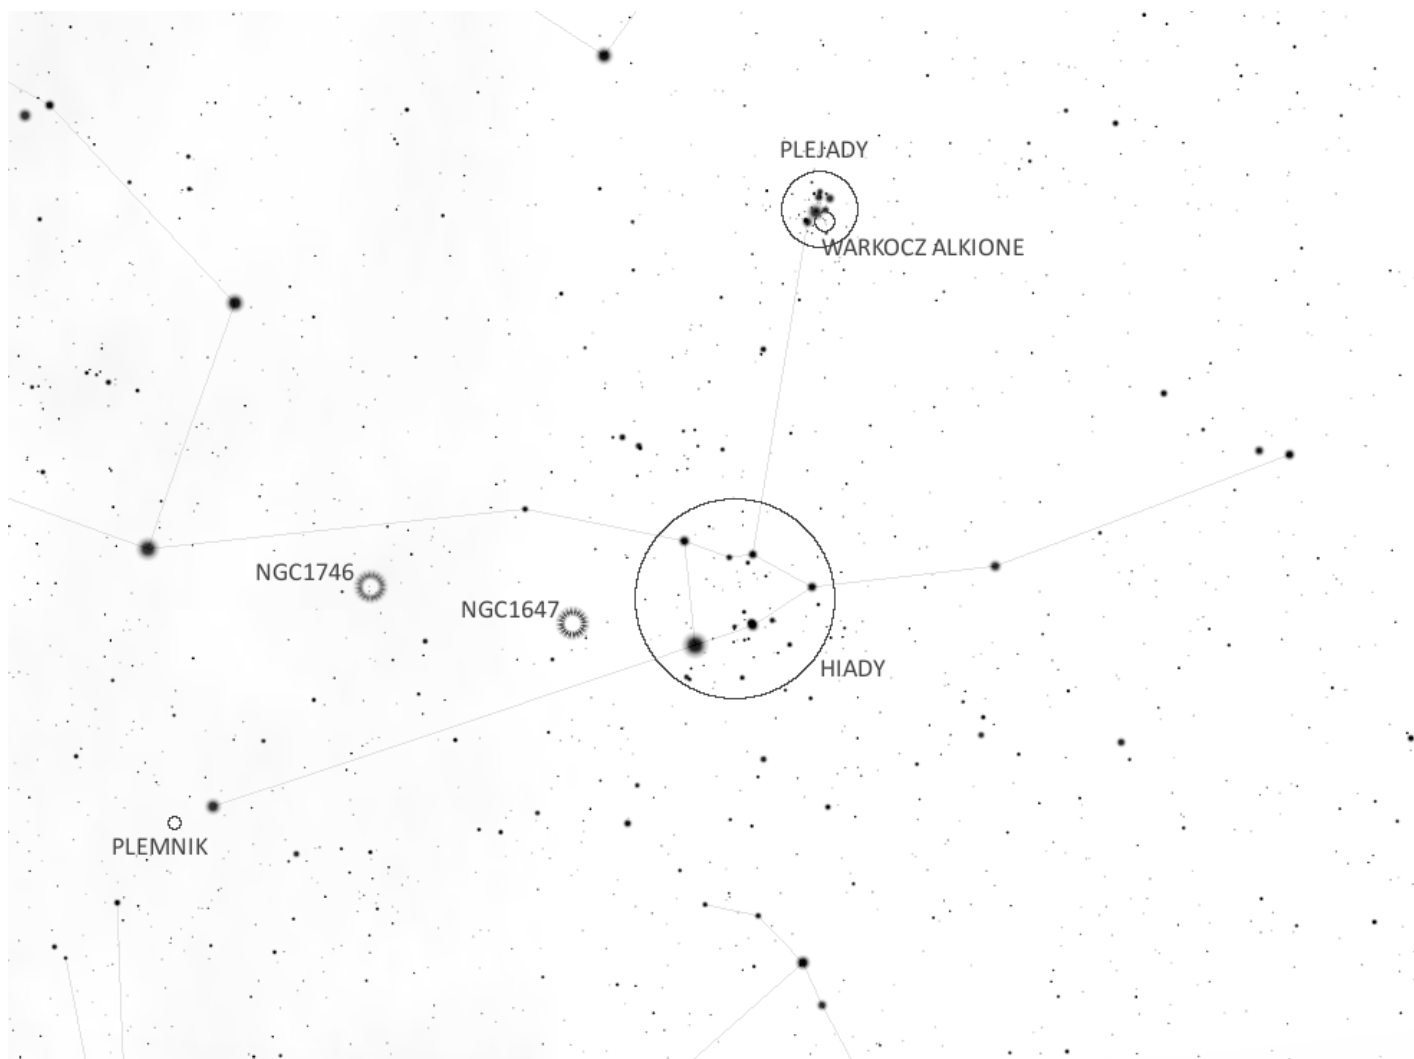 PLEJADY
WARKOCZ ALKIONE
NGC1746
NGC1647
HIADY
PLEMNIK